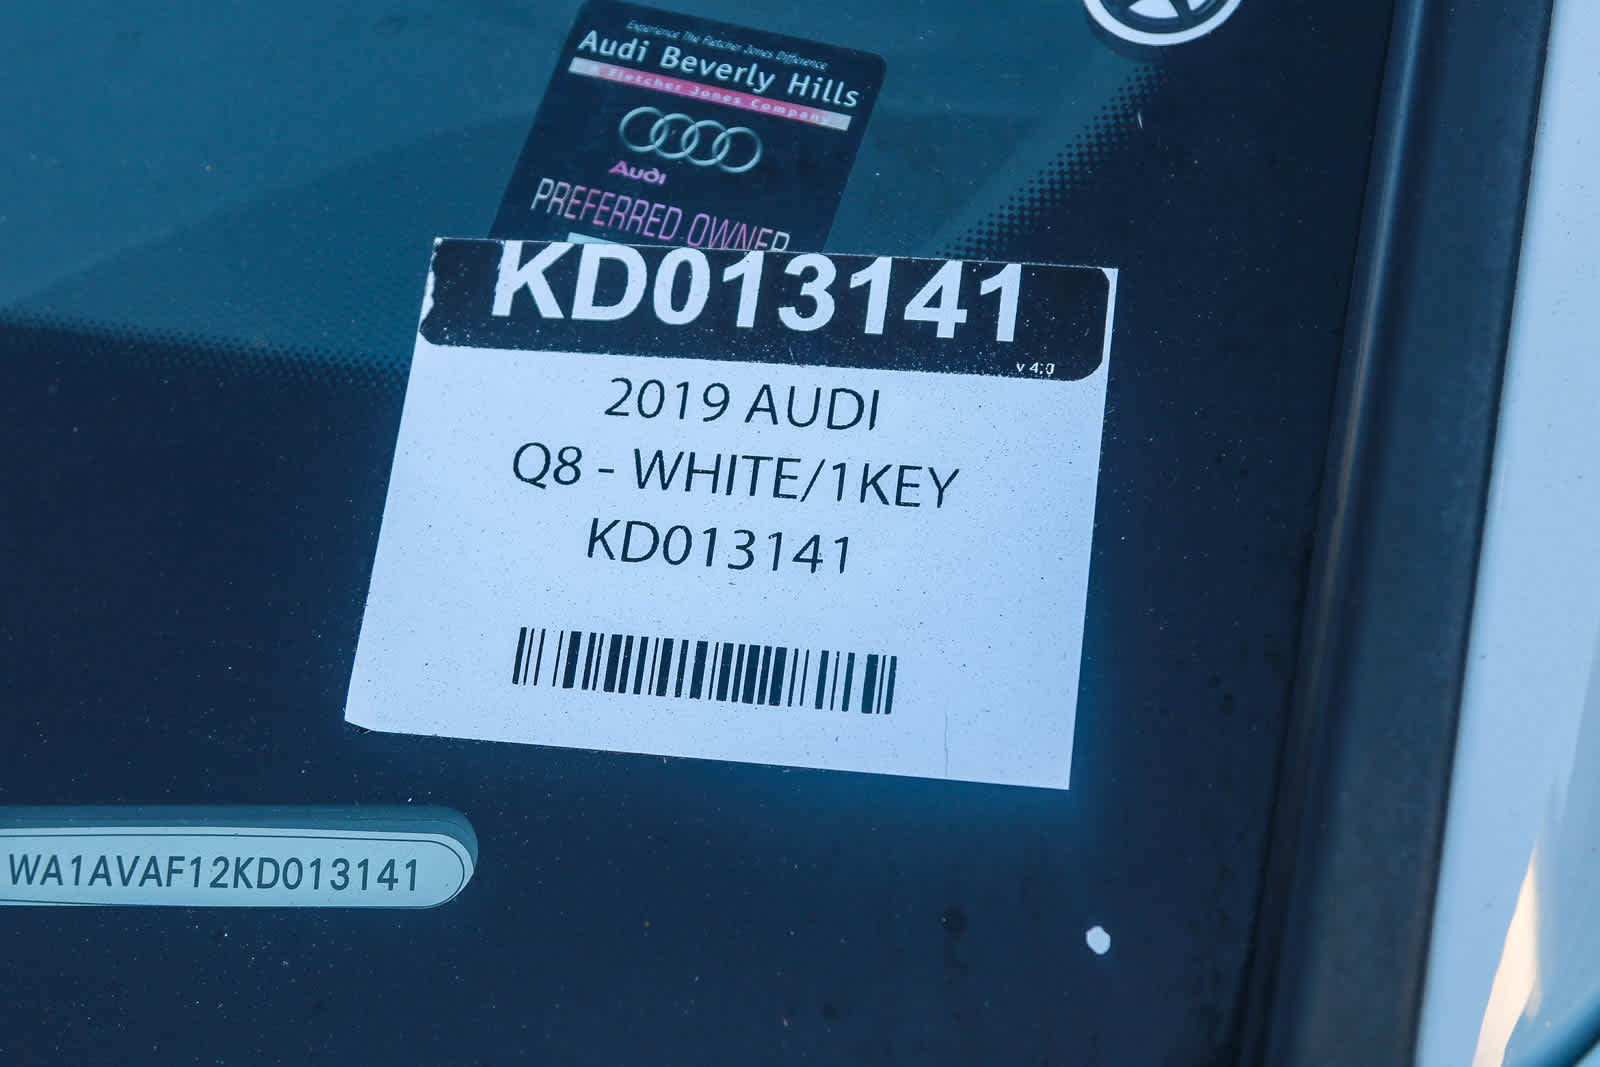 Experience The Fletcher Jones Difference
Audi Beverly Hills
A Fletcher Jones Company
Audi
PREFERRED OWNER
KD013141
v 4.0
2019 AUDI
Q8 - WHITE/1KEY
KD013141
WA1AVAF12KD013141